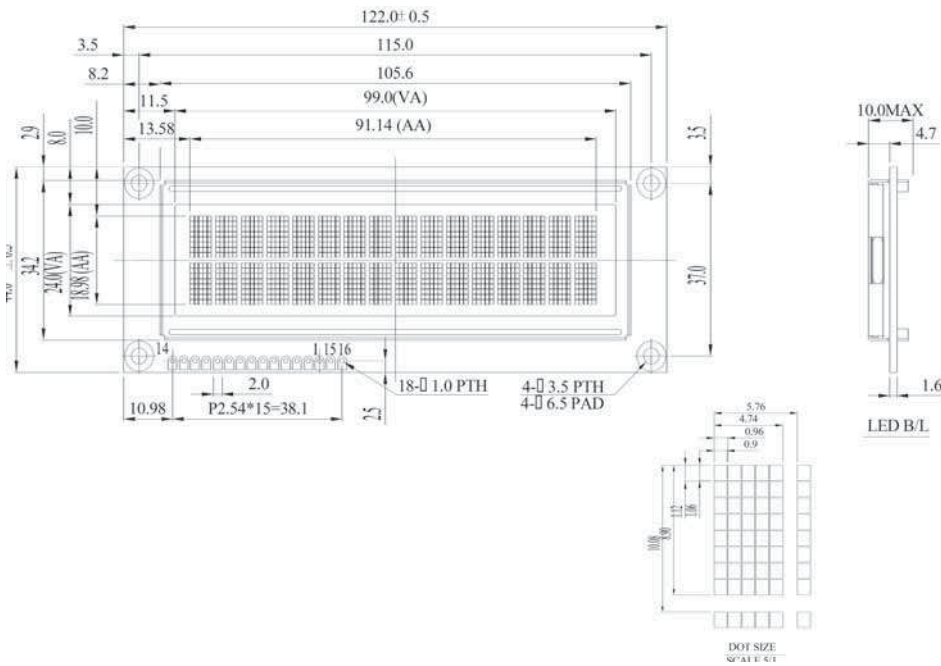 122.0± 0.5
3.5
115.0
8.2
105.6
11.5
99.0(VA)
13.58
91.14 (AA)
2.9
8.0
10.0
3.5
10.0MAX
4.7
34.2
24.0(VA)
18.98 (AA)
37.0
14
1 15 16
2.0
18-▯ 1.0 PTH
4-▯ 3.5 PTH
4-▯ 6.5 PAD
10.98
P2.54*15=38.1
2.5
1.6
LED B/L
5.76
4.74
0.96
0.9
1.12
1.06
10.08
8.90
DOT SIZE
SCALE 5/1